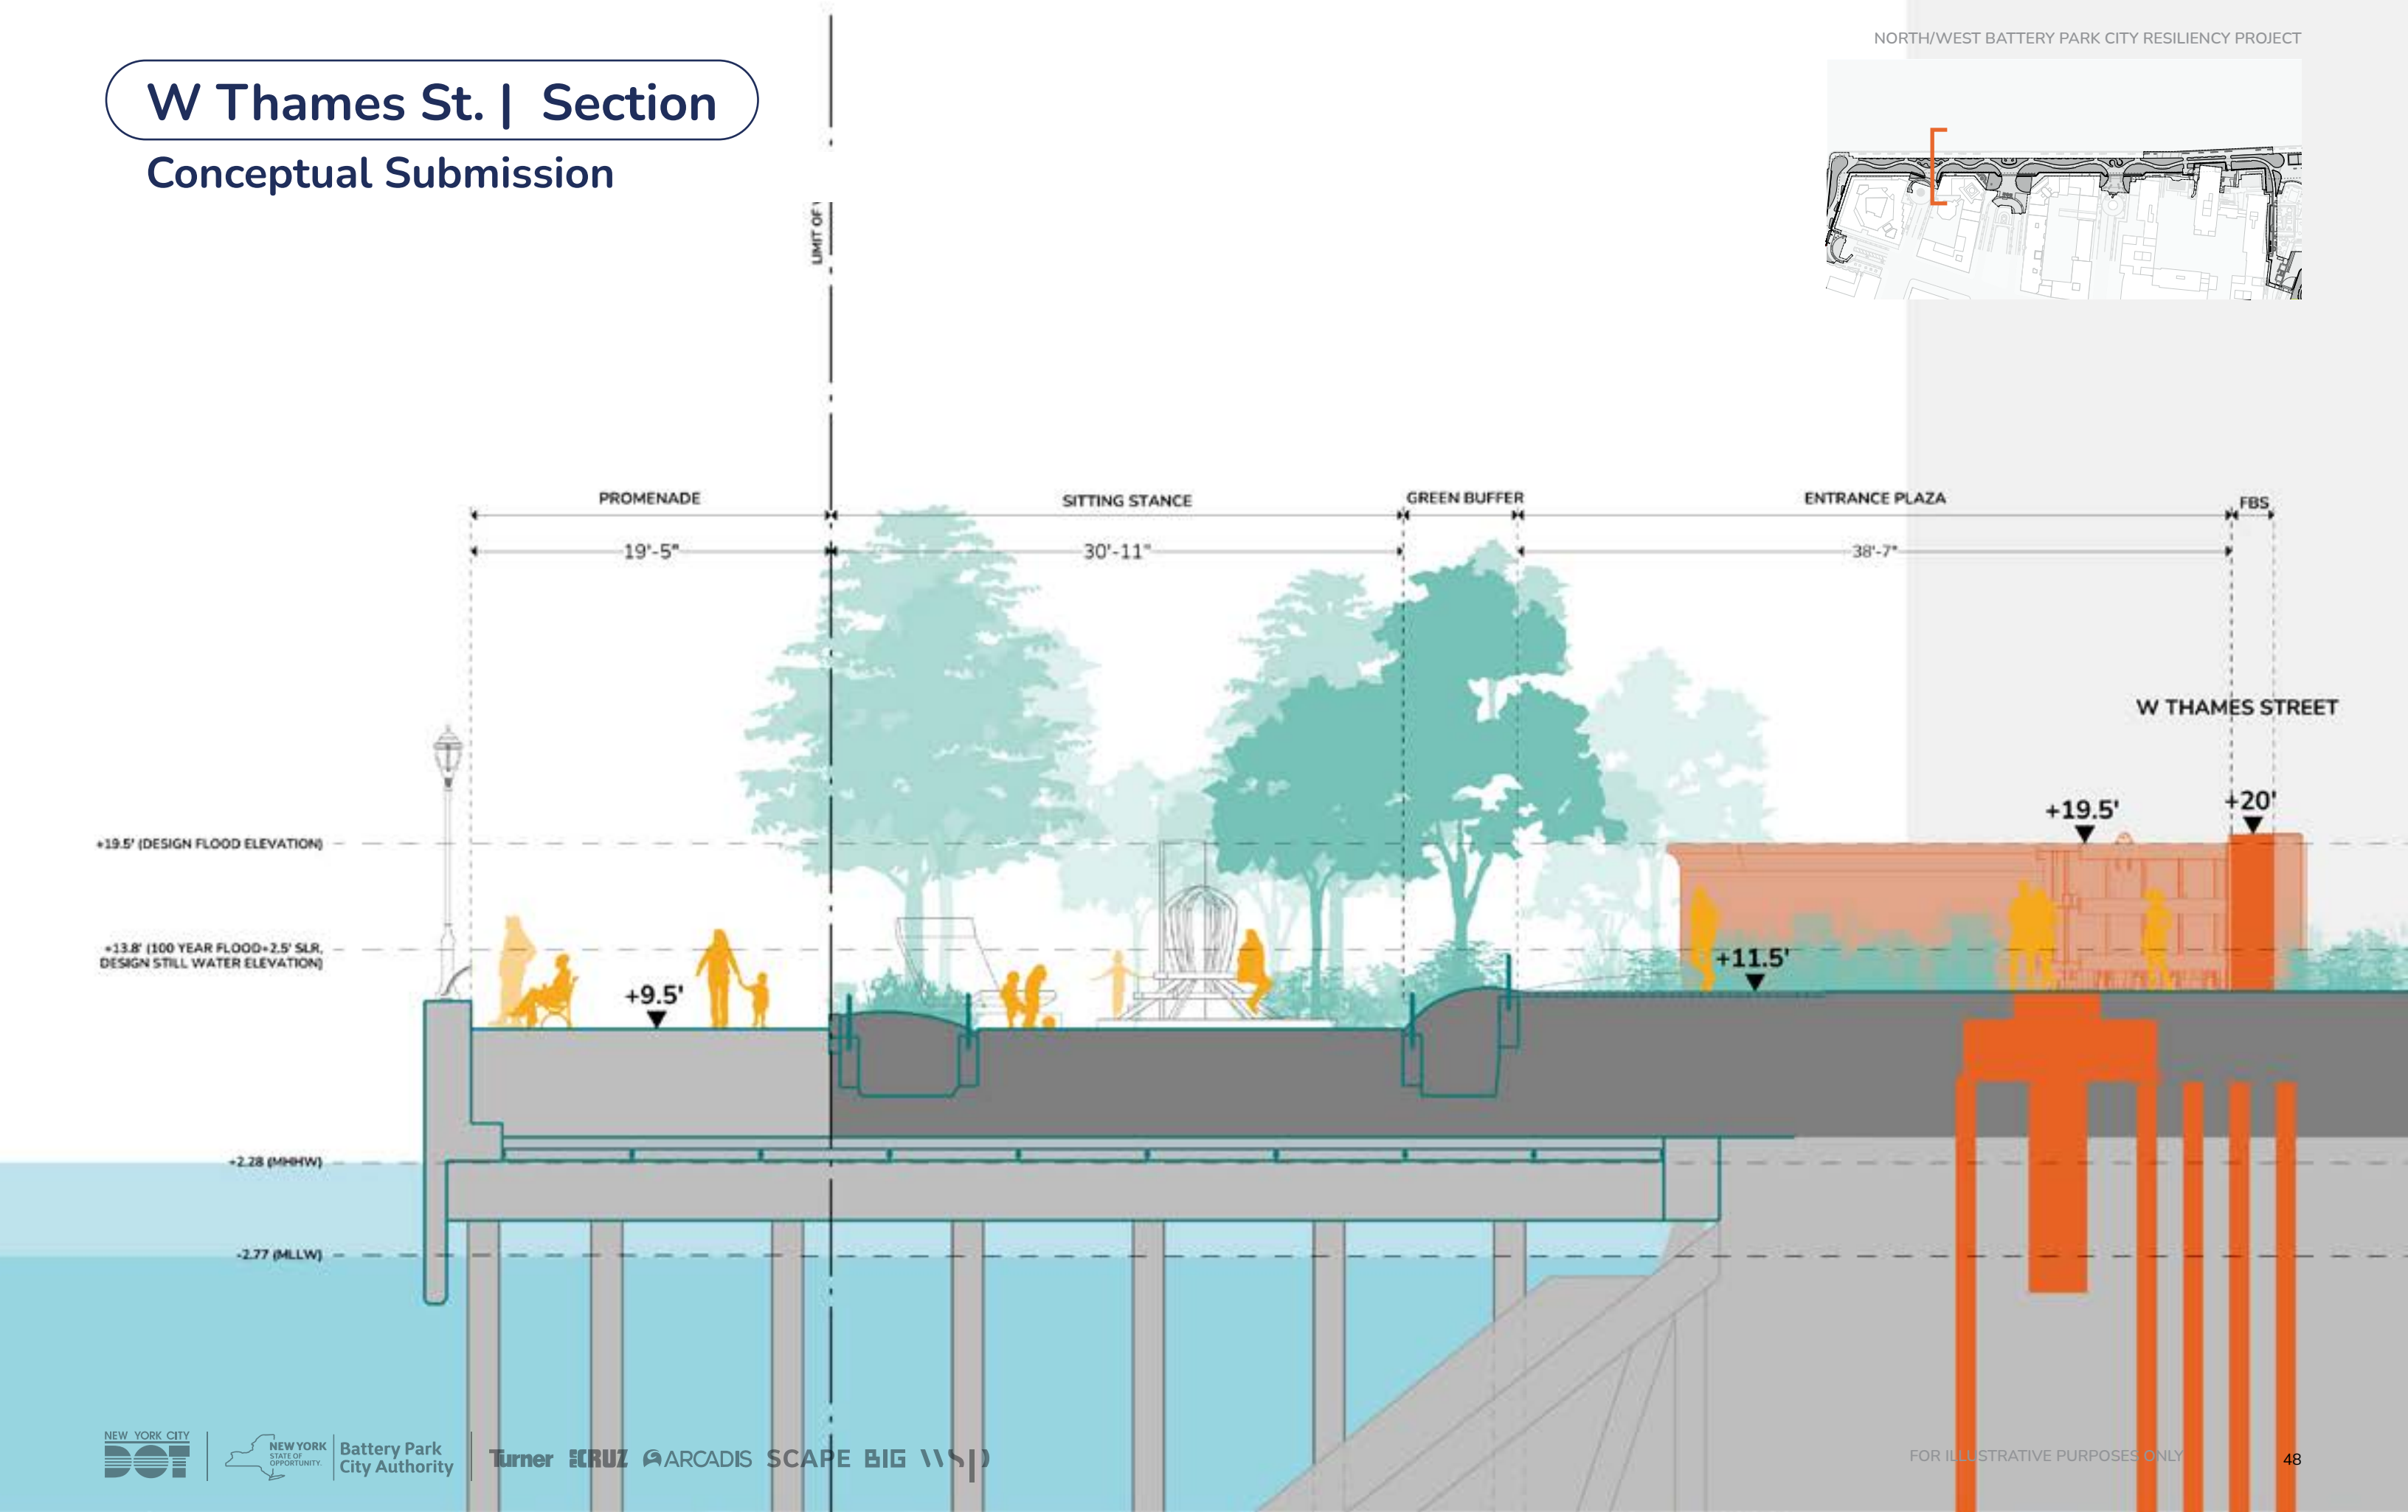 NORTH/WEST BATTERY PARK CITY RESILIENCY PROJECT
W Thames St. | Section
Conceptual Submission
LIMIT OF
PROMENADE
SITTING STANCE
GREEN BUFFER
ENTRANCE PLAZA
FBS
19'-5"
30'-11"
38'-7"
W THAMES STREET
+19.5'
+20'
+19.5' (DESIGN FLOOD ELEVATION)
+13.8' (100 YEAR FLOOD+2.5' SLR,
DESIGN STILL WATER ELEVATION)
+9.5'
+11.5'
+2.28 (MHHW)
-2.77 (MLLW)
NEW YORK CITY
DOT
NEW YORK
STATE OF
OPPORTUNITY.
Battery Park
City Authority
Turner
CRUZ
ARCADIS
SCAPE
BIG
WSP
FOR ILLUSTRATIVE PURPOSES ONLY
48